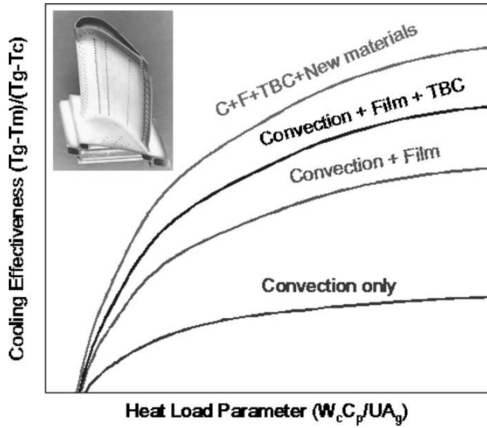 Cooling Effectiveness (Tg-Tm)/(Tg-Tc)
C+F+TBC+New materials
Convection + Film + TBC
Convection + Film
Convection only
Heat Load Parameter (WcCp/UAg)